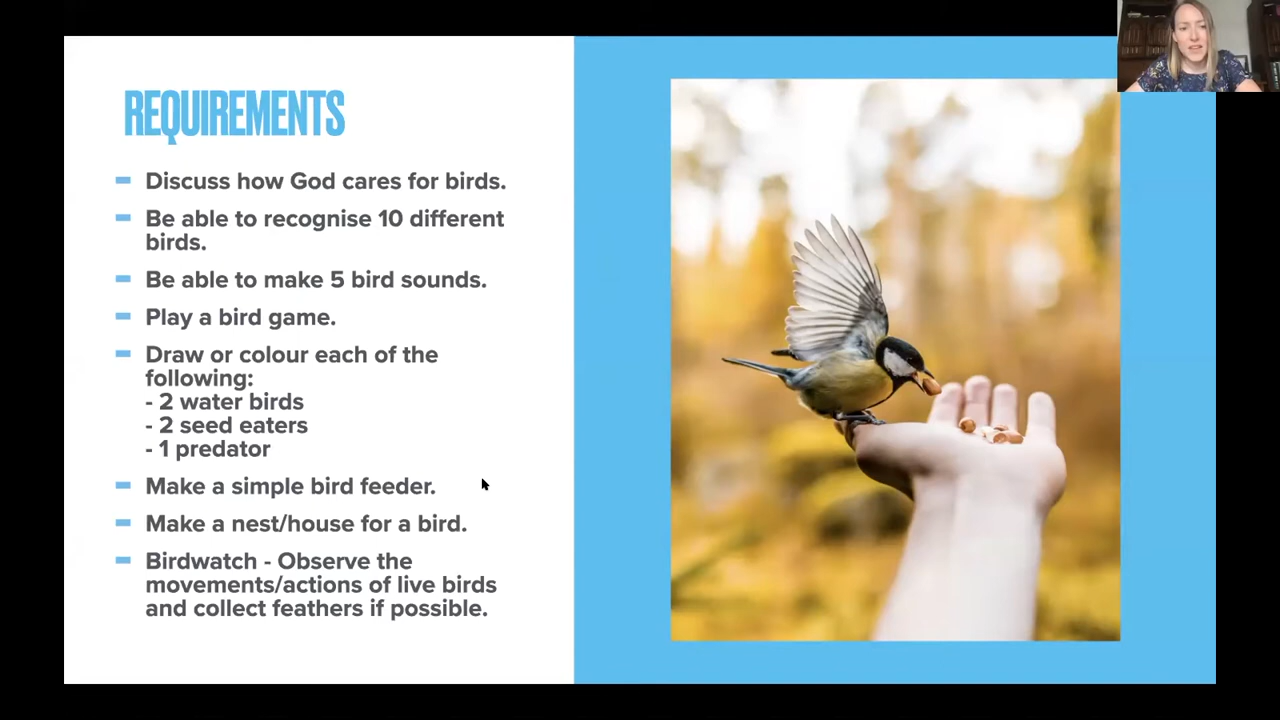 REQUIREMENTS
Discuss how God cares for birds.
Be able to recognise 10 different
birds.
Be able to make 5 bird sounds.
Play a bird game.
Draw or colour each of the
following:
- 2 water birds
- 2 seed eaters
- 1 predator
Make a simple bird feeder.
Make a nest/house for a bird.
Birdwatch - Observe the
movements/actions of live birds
and collect feathers if possible.